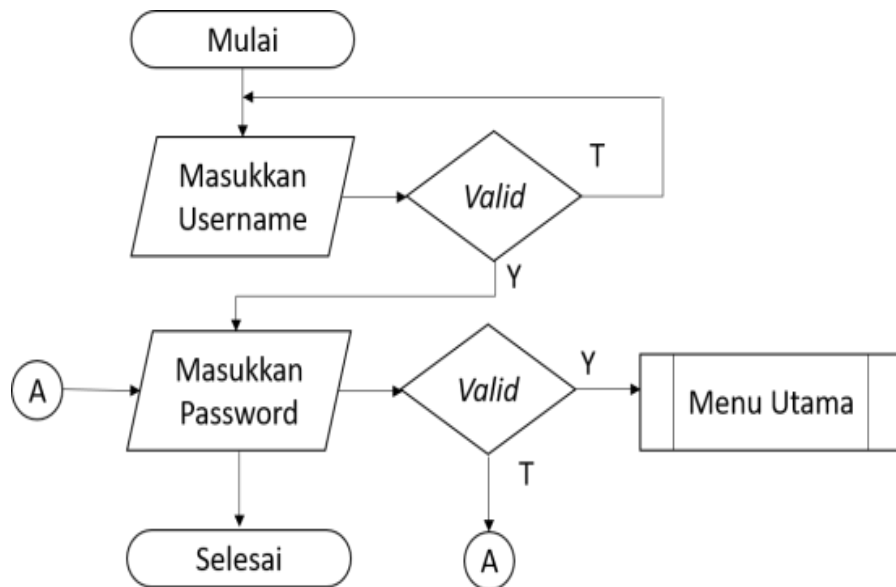 Mulai
Masukkan
Username
Valid
T
Y
A
Masukkan
Password
Valid
Y
Menu Utama
T
Selesai
A